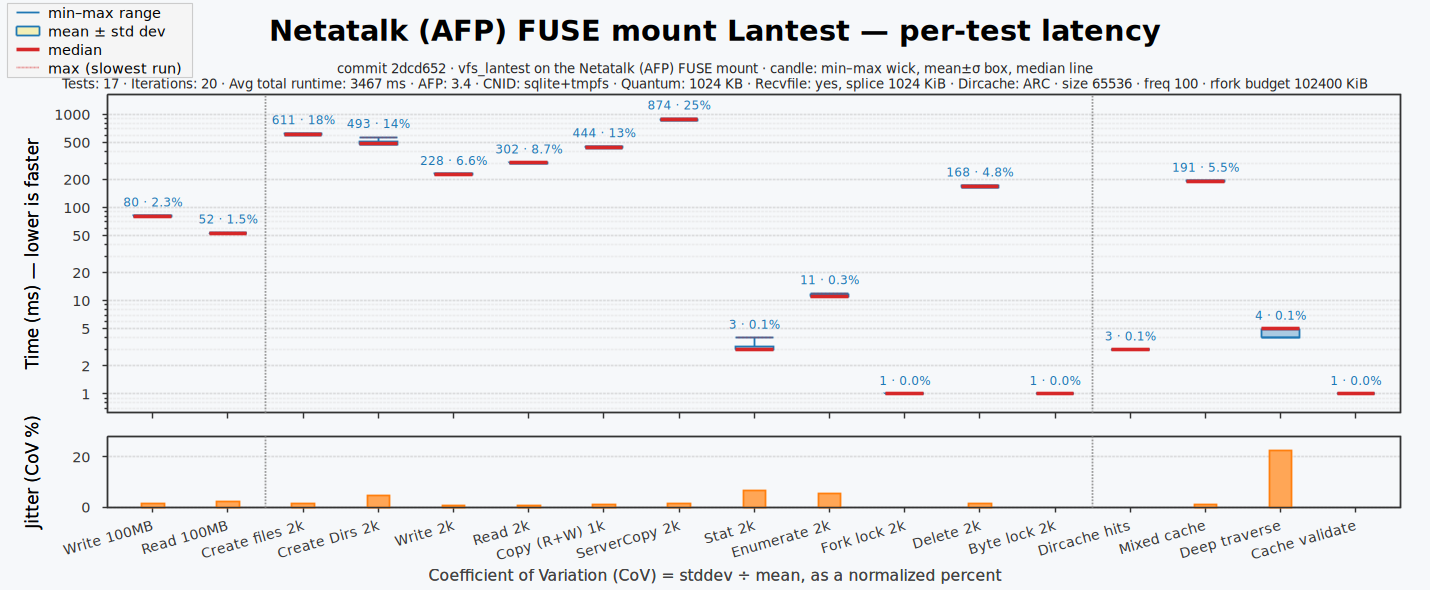 min–max range
mean ± std dev
median
max (slowest run)
Netatalk (AFP) FUSE mount Lantest — per-test latency
commit 2dcd652 · vfs_lantest on the Netatalk (AFP) FUSE mount · candle: min–max wick, mean±σ box, median line
Tests: 17 · Iterations: 20 · Avg total runtime: 3467 ms · AFP: 3.4 · CNID: sqlite+tmpfs · Quantum: 1024 KB · Recvfile: yes, splice 1024 KiB · Dircache: ARC · size 65536 · freq 100 · rfork budget 102400 KiB
Time (ms) — lower is faster
1000
500
200
100
50
20
10
5
2
1
80 · 2.3%
52 · 1.5%
611 · 18%
493 · 14%
228 · 6.6%
302 · 8.7%
444 · 13%
874 · 25%
3 · 0.1%
11 · 0.3%
1 · 0.0%
168 · 4.8%
1 · 0.0%
3 · 0.1%
191 · 5.5%
4 · 0.1%
1 · 0.0%
Jitter (CoV %)
20
0
Write 100MB
Read 100MB
Create files 2k
Create Dirs 2k
Write 2k
Read 2k
Copy (R+W) 1k
ServerCopy 2k
Stat 2k
Enumerate 2k
Fork lock 2k
Delete 2k
Byte lock 2k
Dircache hits
Mixed cache
Deep traverse
Cache validate
Coefficient of Variation (CoV) = stddev ÷ mean, as a normalized percent